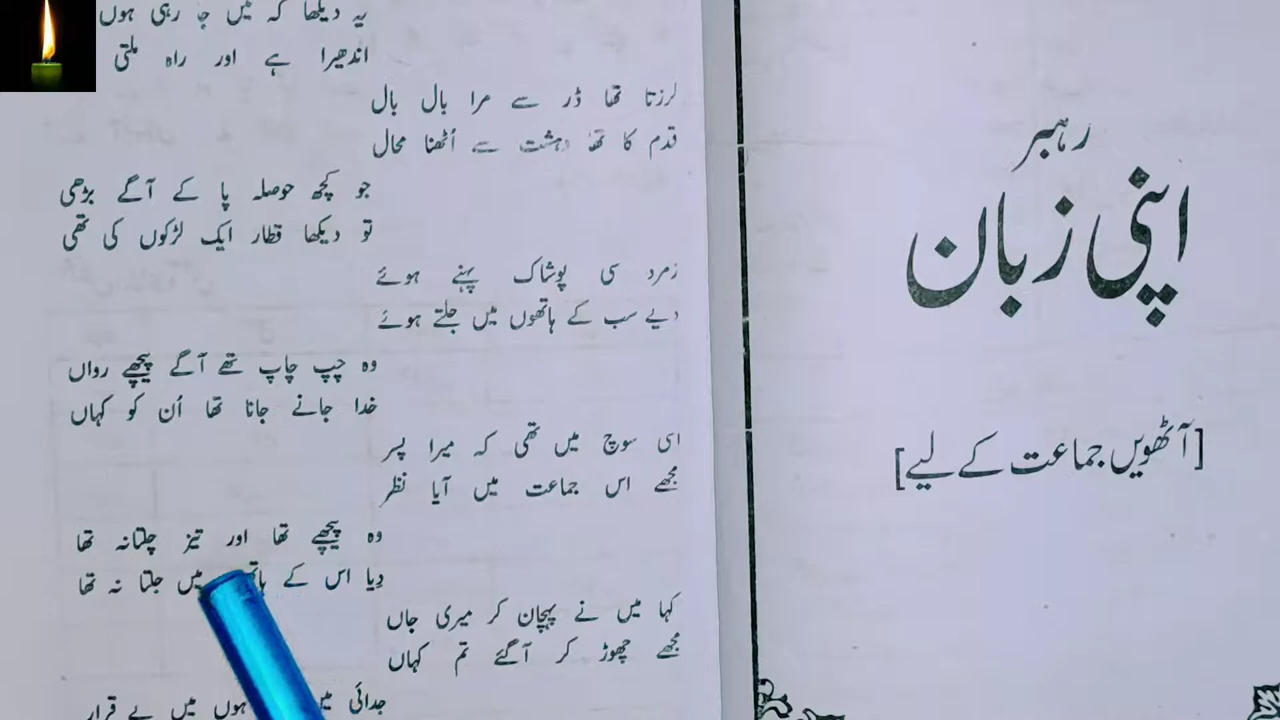 یہ دیکھا کہ میں جا رہی ہوں
اندھیرا ہے اور راہ ملتی
لرزتا تھا ڈر سے مرا بال بال
قدم کا تھا دہشت سے اُٹھنا محال
جو کچھ حوصلہ پا کے آگے بڑھی
تو دیکھا قطار ایک لڑکوں کی تھی
زمرد سی پوشاک پہنے ہوئے
دیے سب کے ہاتھوں میں جلتے ہوئے
وہ چپ چاپ تھے آگے پیچھے رواں
خدا جانے جانا تھا اُن کو کہاں
اسی سوچ میں تھی کہ میرا پسر
مجھے اس جماعت میں آیا نظر
وہ پیچھے تھا اور تیز چلتا نہ تھا
دِیا اس کے میں جلتا نہ تھا
کہا میں نے پہچان کر میری جاں
مجھے چھوڑ کر آگئے تم کہاں
جدائی ہوں میں بے قرار
رہبر
اپنی زبان
[آٹھویں جماعت کے لیے]